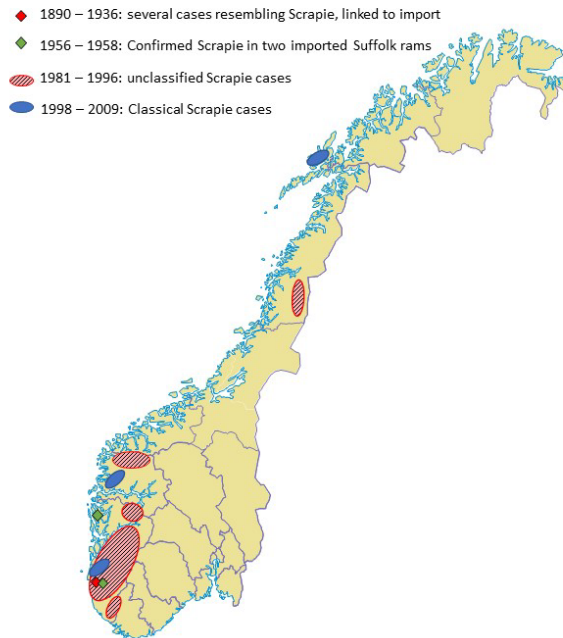 1890 – 1936: several cases resembling Scrapie, linked to import
1956 – 1958: Confirmed Scrapie in two imported Suffolk rams
1981 – 1996: unclassified Scrapie cases
1998 – 2009: Classical Scrapie cases